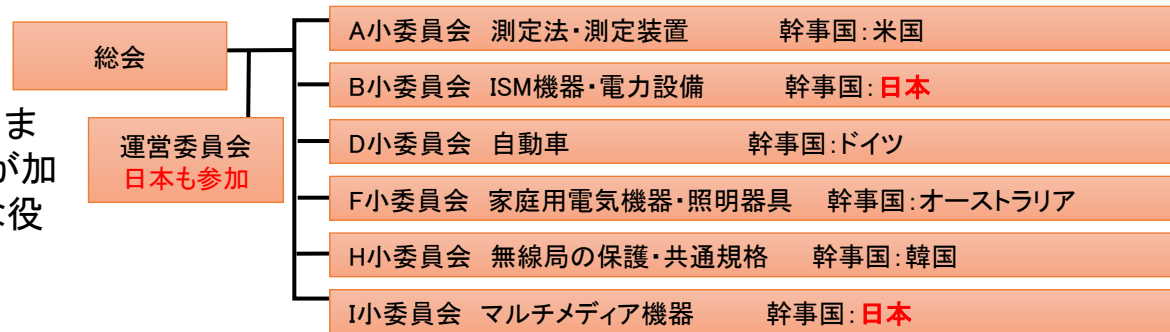 総会
運営委員会
日本も参加
ま
が加
な役
A小委員会 測定法・測定装置 幹事国:米国
B小委員会 ISM機器・電力設備 幹事国:日本
D小委員会 自動車 幹事国:ドイツ
F小委員会 家庭用電気機器・照明器具 幹事国:オーストラリア
H小委員会 無線局の保護・共通規格 幹事国:韓国
I小委員会 マルチメディア機器 幹事国:日本